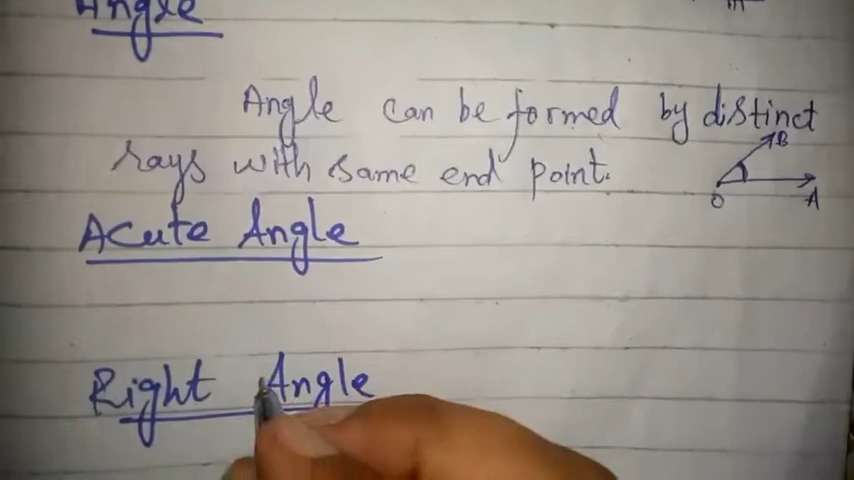 Angle
Angle can be formed by distinct
rays with same end point.
B
O
A
Acute Angle
Right Angle